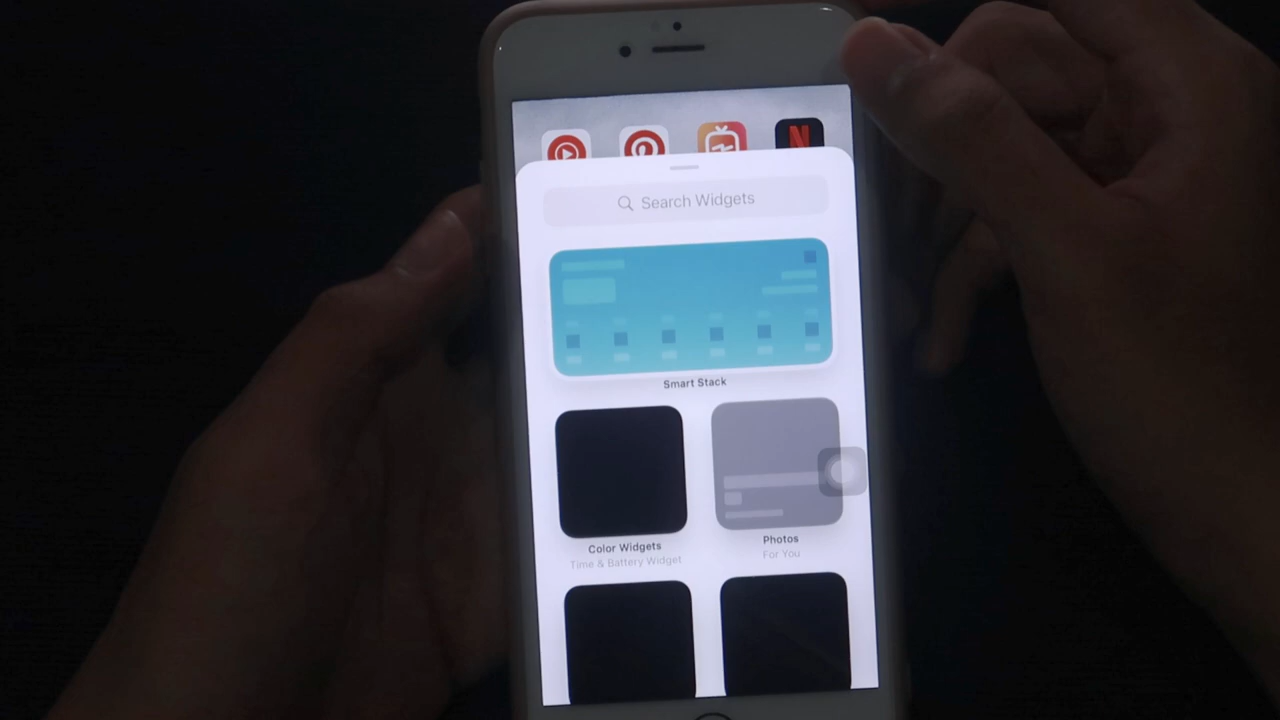 N
Search Widgets
Smart Stack
Color Widgets
Time & Battery Widget
Photos
For You